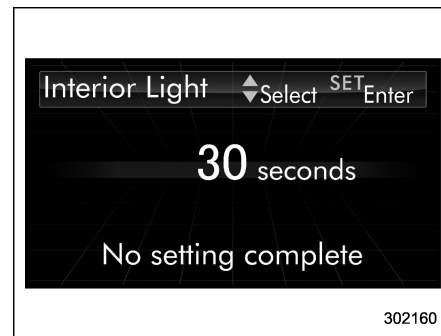 Interior Light Select SET Enter
30 seconds
No setting complete
302160